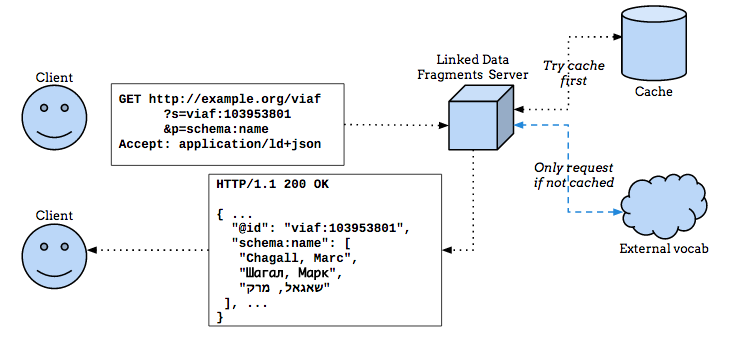 Client
GET http://example.org/viaf
?s=viaf:103953801
&p=schema:name
Accept: application/ld+json
Linked Data
Fragments Server
Try cache
first
Cache
Only request
if not cached
External vocab
Client
HTTP/1.1 200 OK
{ ...
"@id": "viaf:103953801",
"schema:name": [
"Chagall, Marc",
"Шагал, Марк",
"שאגאל, מרק"
], ...
}